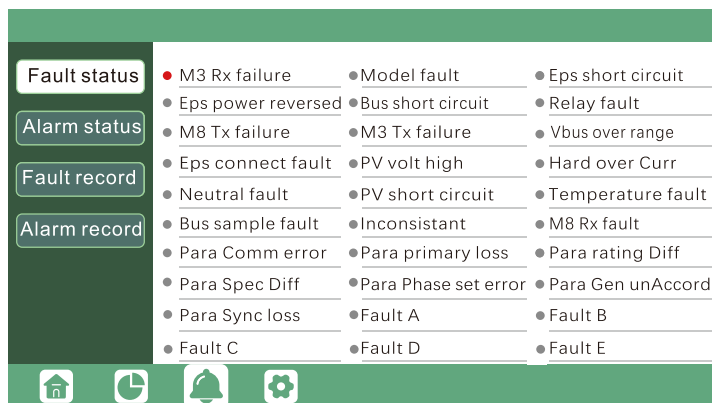 Fault status
Alarm status
Fault record
Alarm record
M3 Rx failure Model fault Eps short circuit
Eps power reversed Bus short circuit Relay fault
M8 Tx failure M3 Tx failure Vbus over range
Eps connect fault PV volt high Hard over Curr
Neutral fault PV short circuit Temperature fault
Bus sample fault Inconsistant M8 Rx fault
Para Comm error Para primary loss Para rating Diff
Para Spec Diff Para Phase set error Para Gen unAccord
Para Sync loss Fault A Fault B
Fault C Fault D Fault E